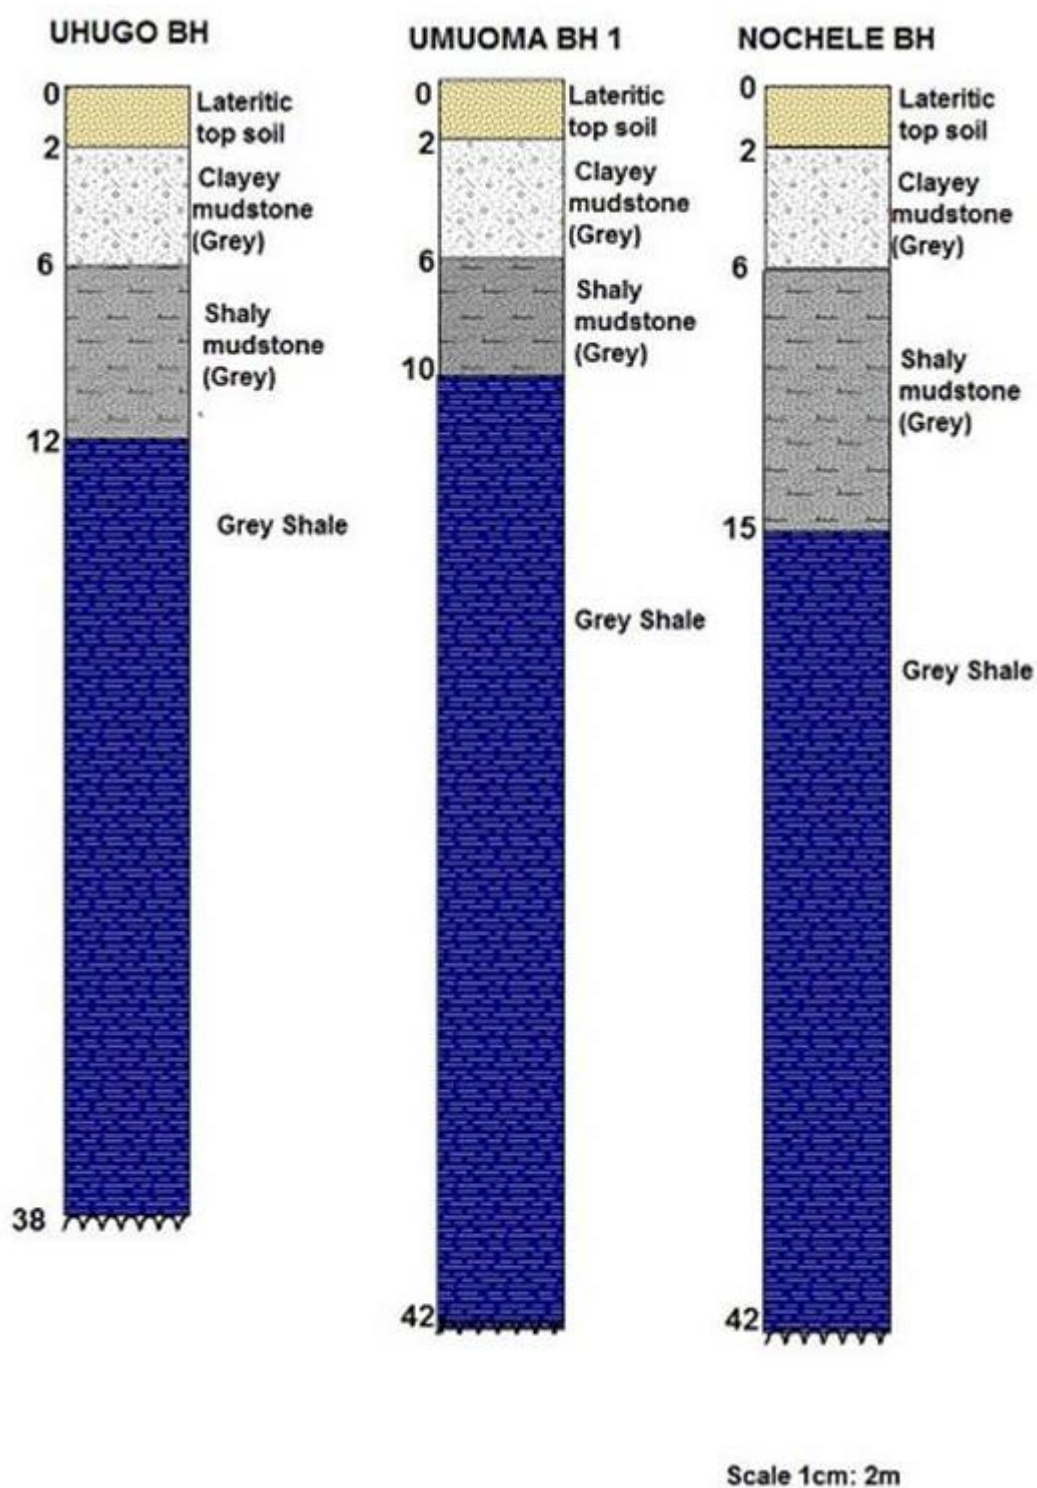 UHUGO BH
0
Lateritic
top soil
2
Clayey
mudstone
(Grey)
6
Shaly
mudstone
(Grey)
12
Grey Shale
38
UMUOMA BH 1
0
Lateritic
top soil
2
Clayey
mudstone
(Grey)
6
Shaly
mudstone
(Grey)
10
Grey Shale
42
NOCHELE BH
0
Lateritic
top soil
2
Clayey
mudstone
(Grey)
6
Shaly
mudstone
(Grey)
15
Grey Shale
42
Scale 1cm: 2m